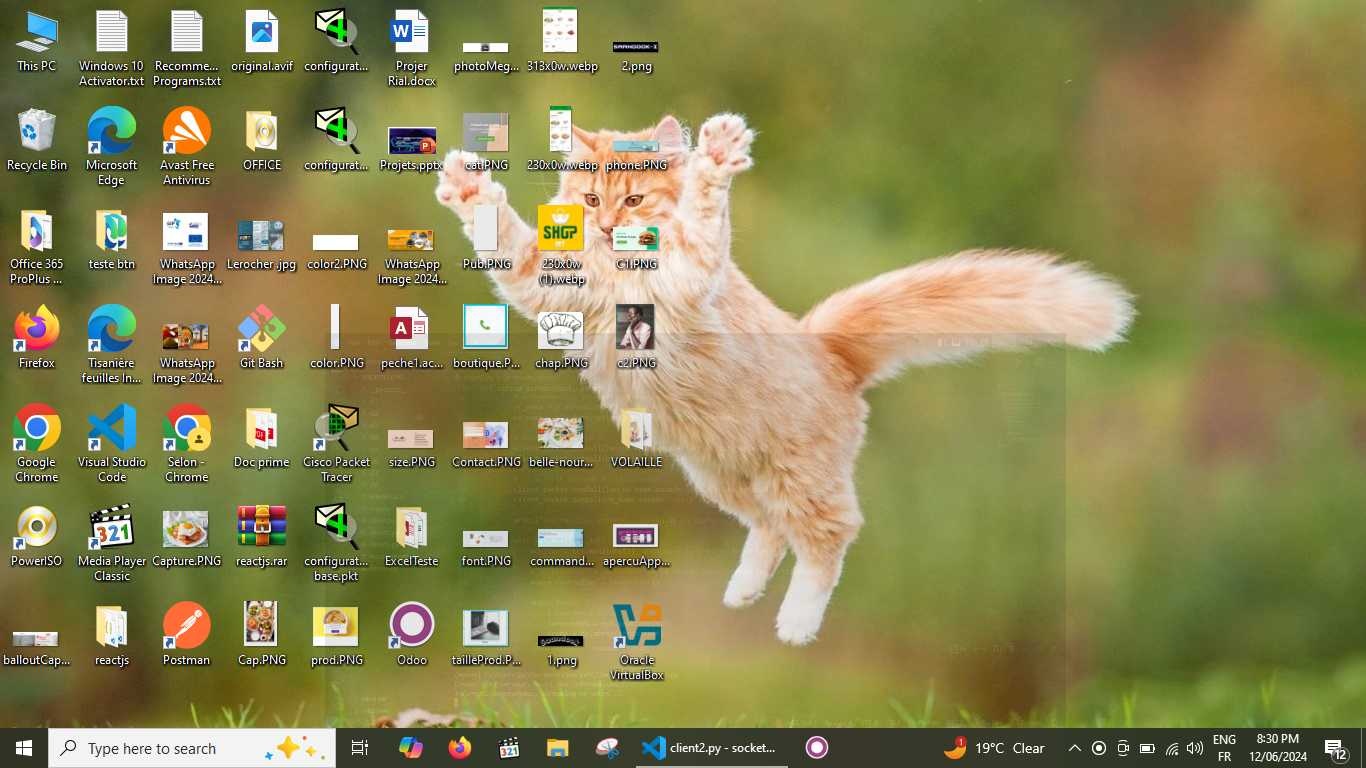 This PC
Windows 10
Activator.txt
Recomme...
Programs.txt
original.avif
configurat...
Projer
Rial.docx
photoMeg...
313x0w.webp
2.png
Recycle Bin
Microsoft
Edge
Avast Free
Antivirus
OFFICE
configurat...
Projets.pptx
cat.PNG
230x0w.webp
phone.PNG
Office 365
ProPlus ...
teste btn
WhatsApp
Image 2024...
Lerocher .jpg
color2.PNG
WhatsApp
Image 2024...
Pub.PNG
SHOP
230x0w
(1).webp
C1.PNG
Firefox
Tisanière
feuilles In...
WhatsApp
Image 2024...
Git Bash
color.PNG
peche1.ac...
boutique.P...
chap.PNG
c2.PNG
Google
Chrome
Visual Studio
Code
Selon -
Chrome
Doc prime
Cisco Packet
Tracer
size.PNG
Contact.PNG
belle-nour...
VOLAILLE
PowerISO
321
Media Player
Classic
Capture.PNG
reactjs.rar
configurat...
base.pkt
ExcelTeste
font.PNG
command...
apercuApp...
balloutCap...
reactjs
Postman
Cap.PNG
prod.PNG
Odoo
tailleProd.P...
1.png
Oracle
VirtualBox
Type here to search
321
client2.py - socket...
1
19°C Clear
ENG
FR
8:30 PM
12/06/2024
12